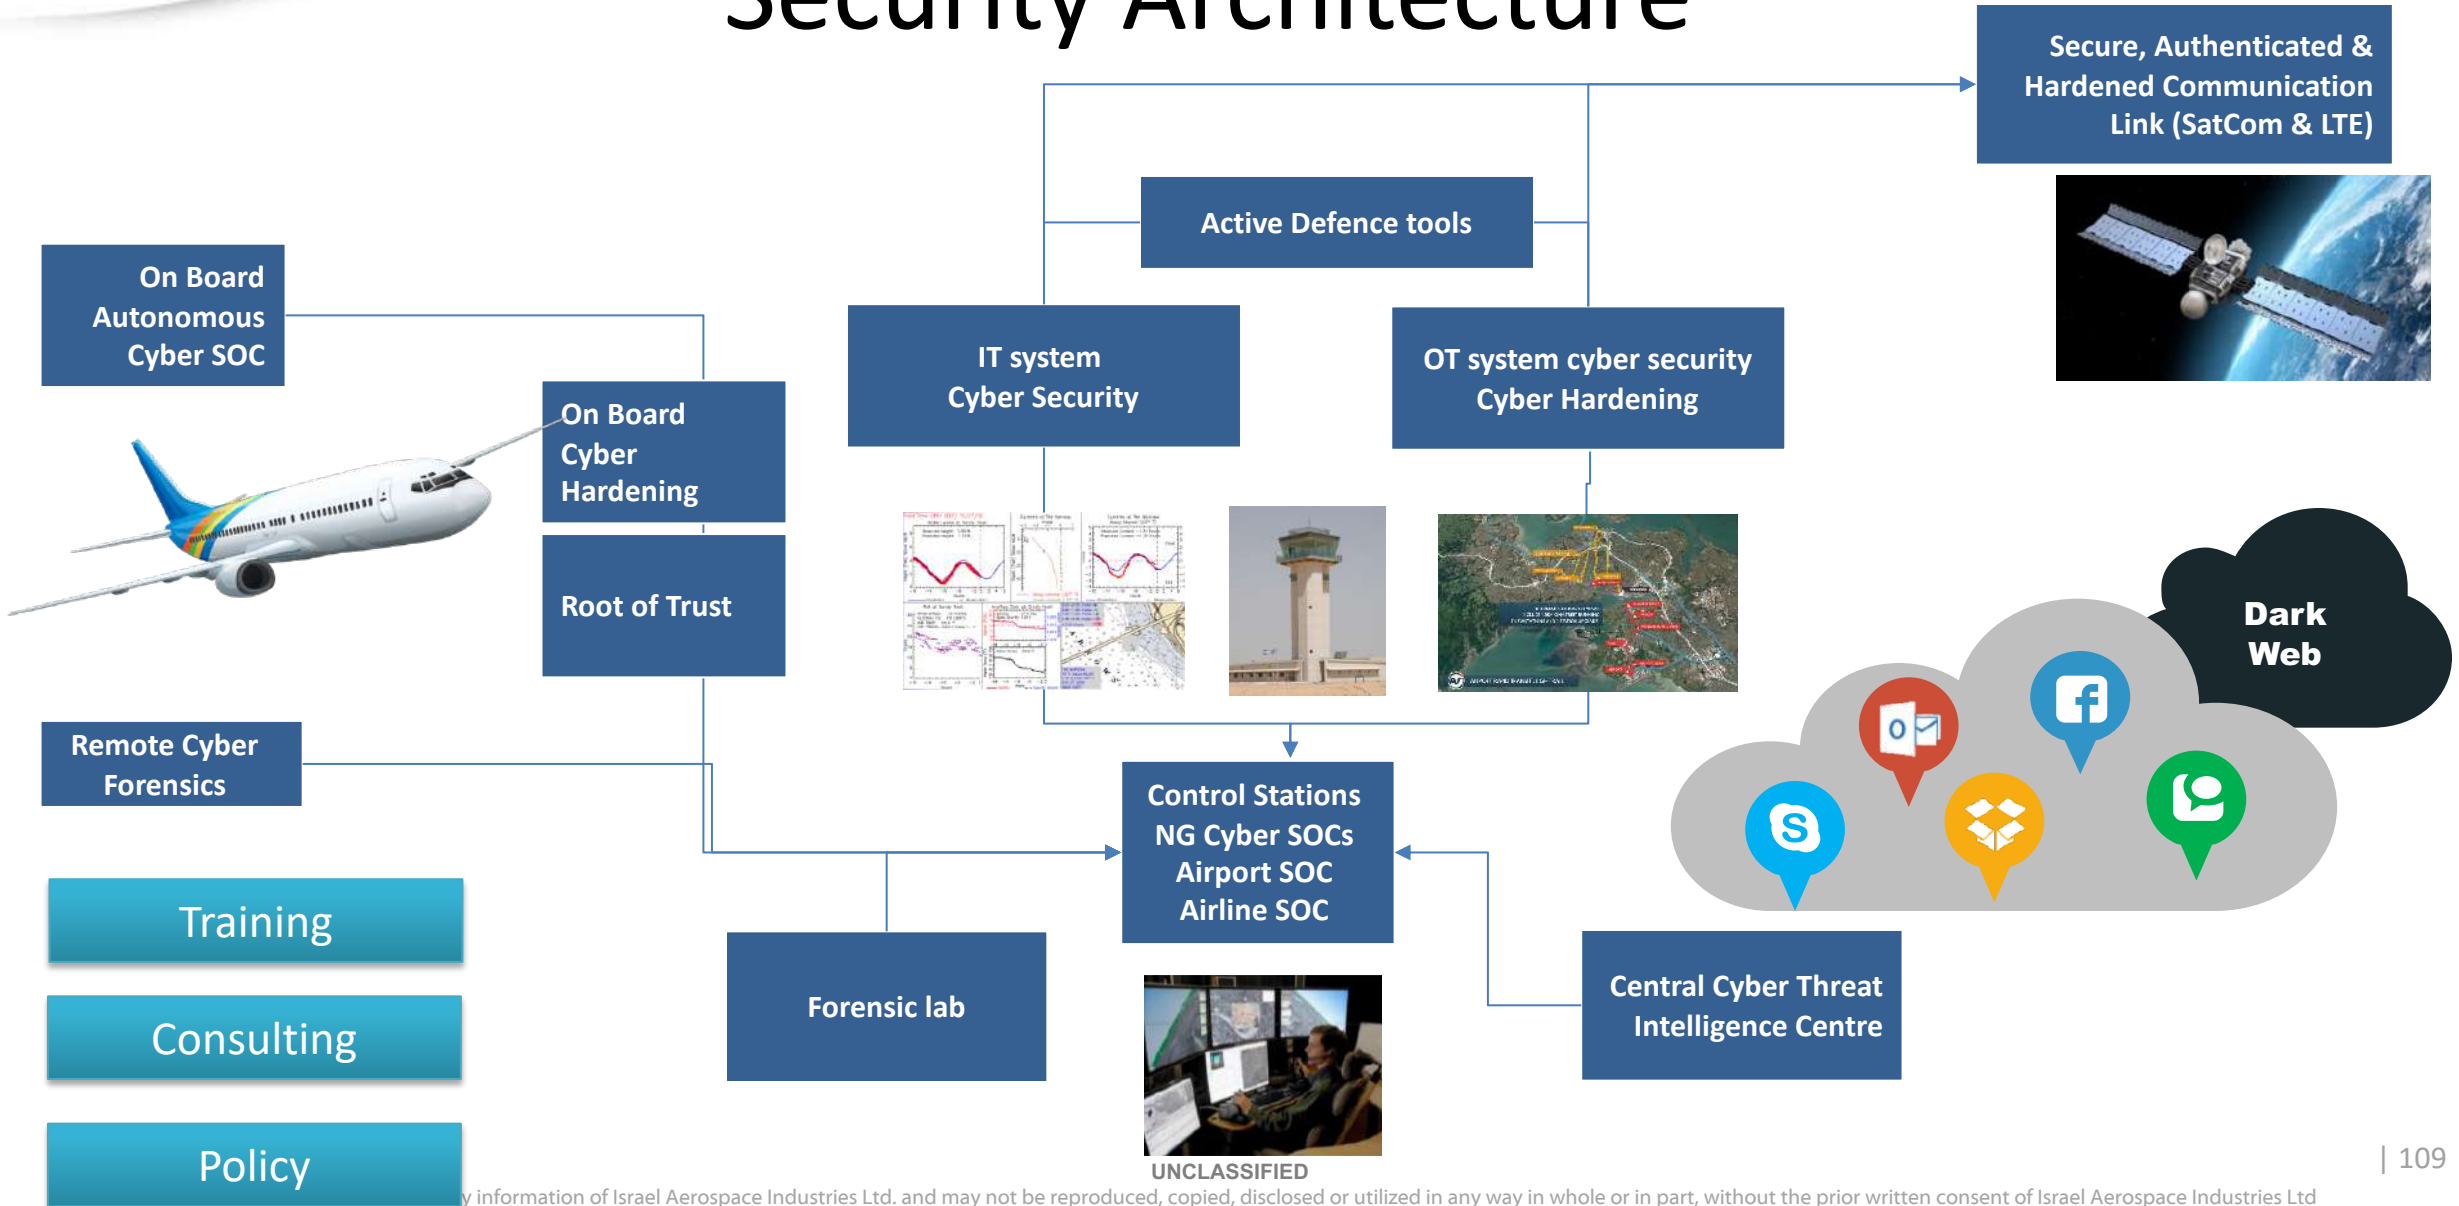 Security Architecture
Secure, Authenticated &
Hardened Communication
Link (SatCom & LTE)
Active Defence tools
On Board
Autonomous
Cyber SOC
IT system
Cyber Security
OT system cyber security
Cyber Hardening
On Board
Cyber
Hardening
Root of Trust
Dark
Web
Remote Cyber
Forensics
Control Stations
NG Cyber SOCs
Airport SOC
Airline SOC
Training
Consulting
Policy
Forensic lab
Central Cyber Threat
Intelligence Centre
UNCLASSIFIED
| 109
y information of Israel Aerospace Industries Ltd. and may not be reproduced, copied, disclosed or utilized in any way in whole or in part, without the prior written consent of Israel Aerospace Industries Ltd